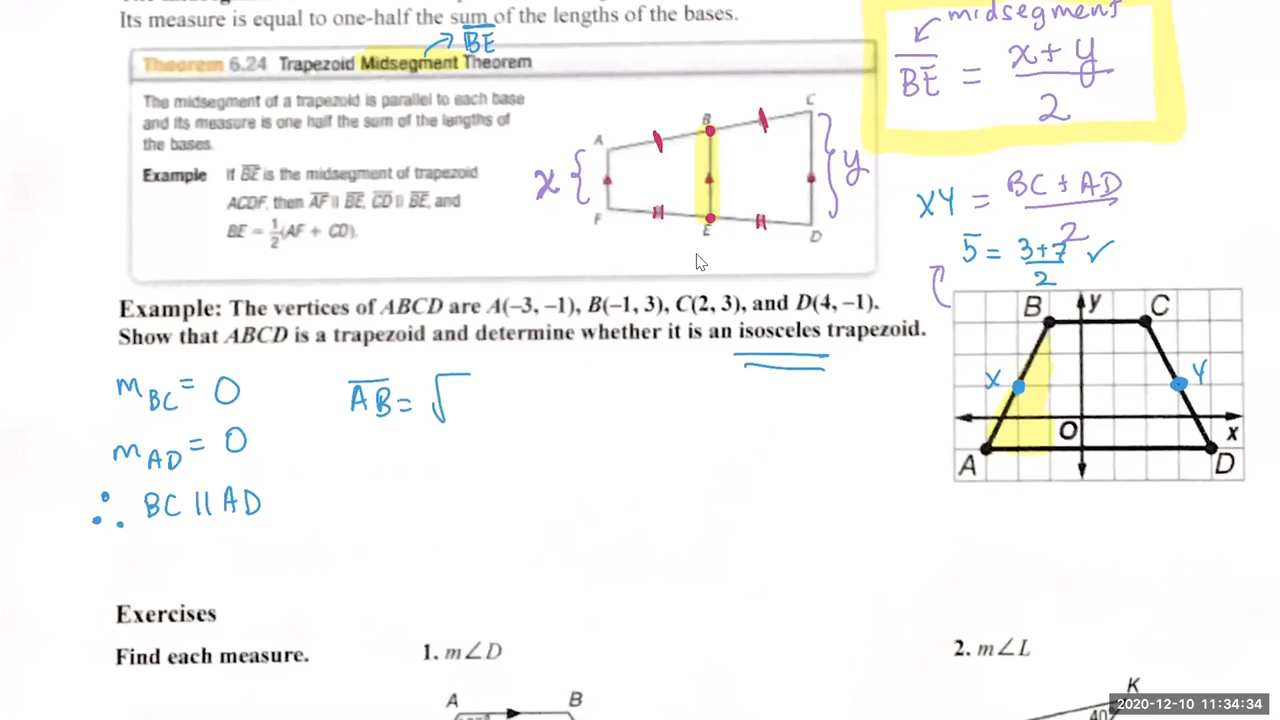 Its measure is equal to one-half the sum of the lengths of the bases.
BE
Theorem 6.24 Trapezoid Midsegment Theorem
The midsegment of a trapezoid is parallel to each base
and its measure is one half the sum of the lengths of
the bases.
Example If BE is the midsegment of trapezoid
ACDF, then AF ∥ BE, CD ∥ BE, and
BE = 1/2(AF + CD).
A B C
F E D
x { } y
midsegment
BE = x + y / 2
XY = BC + AD / 2
5 = 3+7 / 2 ✓
Example: The vertices of ABCD are A(–3, –1), B(–1, 3), C(2, 3), and D(4, –1).
Show that ABCD is a trapezoid and determine whether it is an isosceles trapezoid.
m BC = 0
m AD = 0
∴ BC || AD
AB = √
B y C
X Y
O x
A D
Exercises
Find each measure.
1. m∠D
A B
2. m∠L
K
40°
2020-12-10 11:34:34